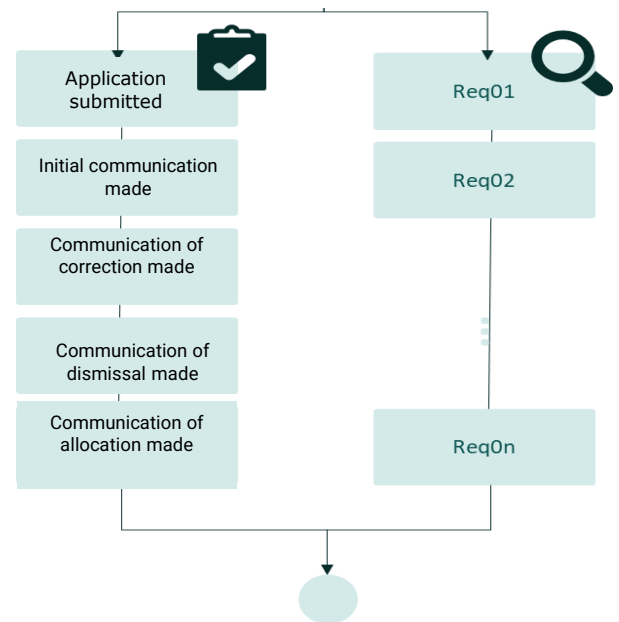 Application
submitted
Initial communication
made
Communication of
correction made
Communication of
dismissal made
Communication of
allocation made
Req01
Req02
Req0n